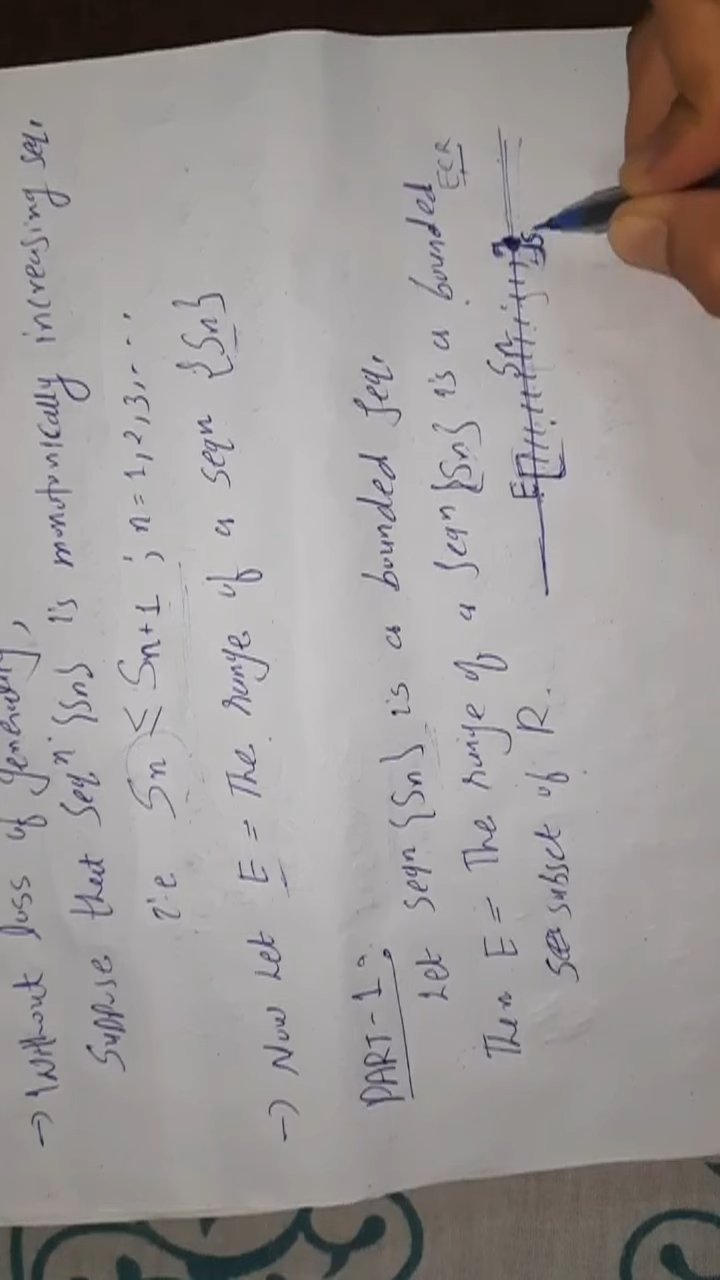 → Without loss of generality,
Suppose that seqⁿ {Sn} is monotonically increasing seq.
i.e Sn ≤ Sn+1 ; n = 1, 2, 3, ...
→ Now Let E = The range of a seqn {Sn}
PART-1:
Let seqn {Sn} is a bounded seq.
Then E = The range of a seqn {Sn} is a bounded
E⊂R
subset of R.
E Sn